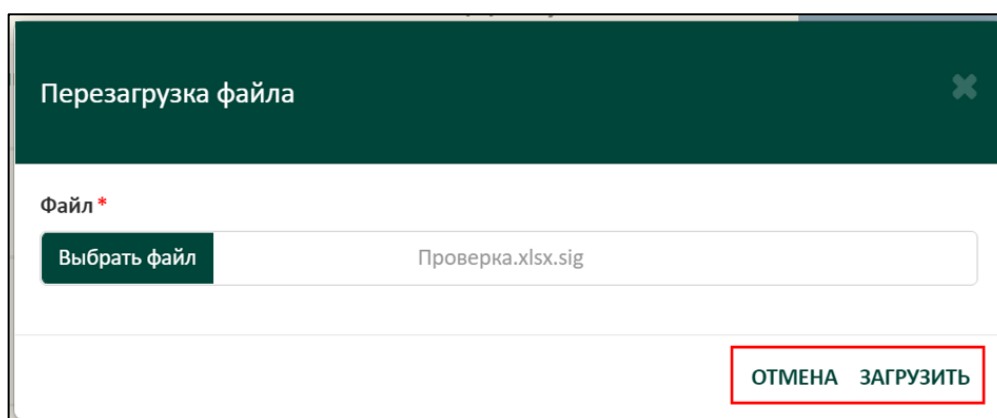 Перезагрузка файла
Файл *
Выбрать файл Проверка.xlsx.sig
ОТМЕНА ЗАГРУЗИТЬ